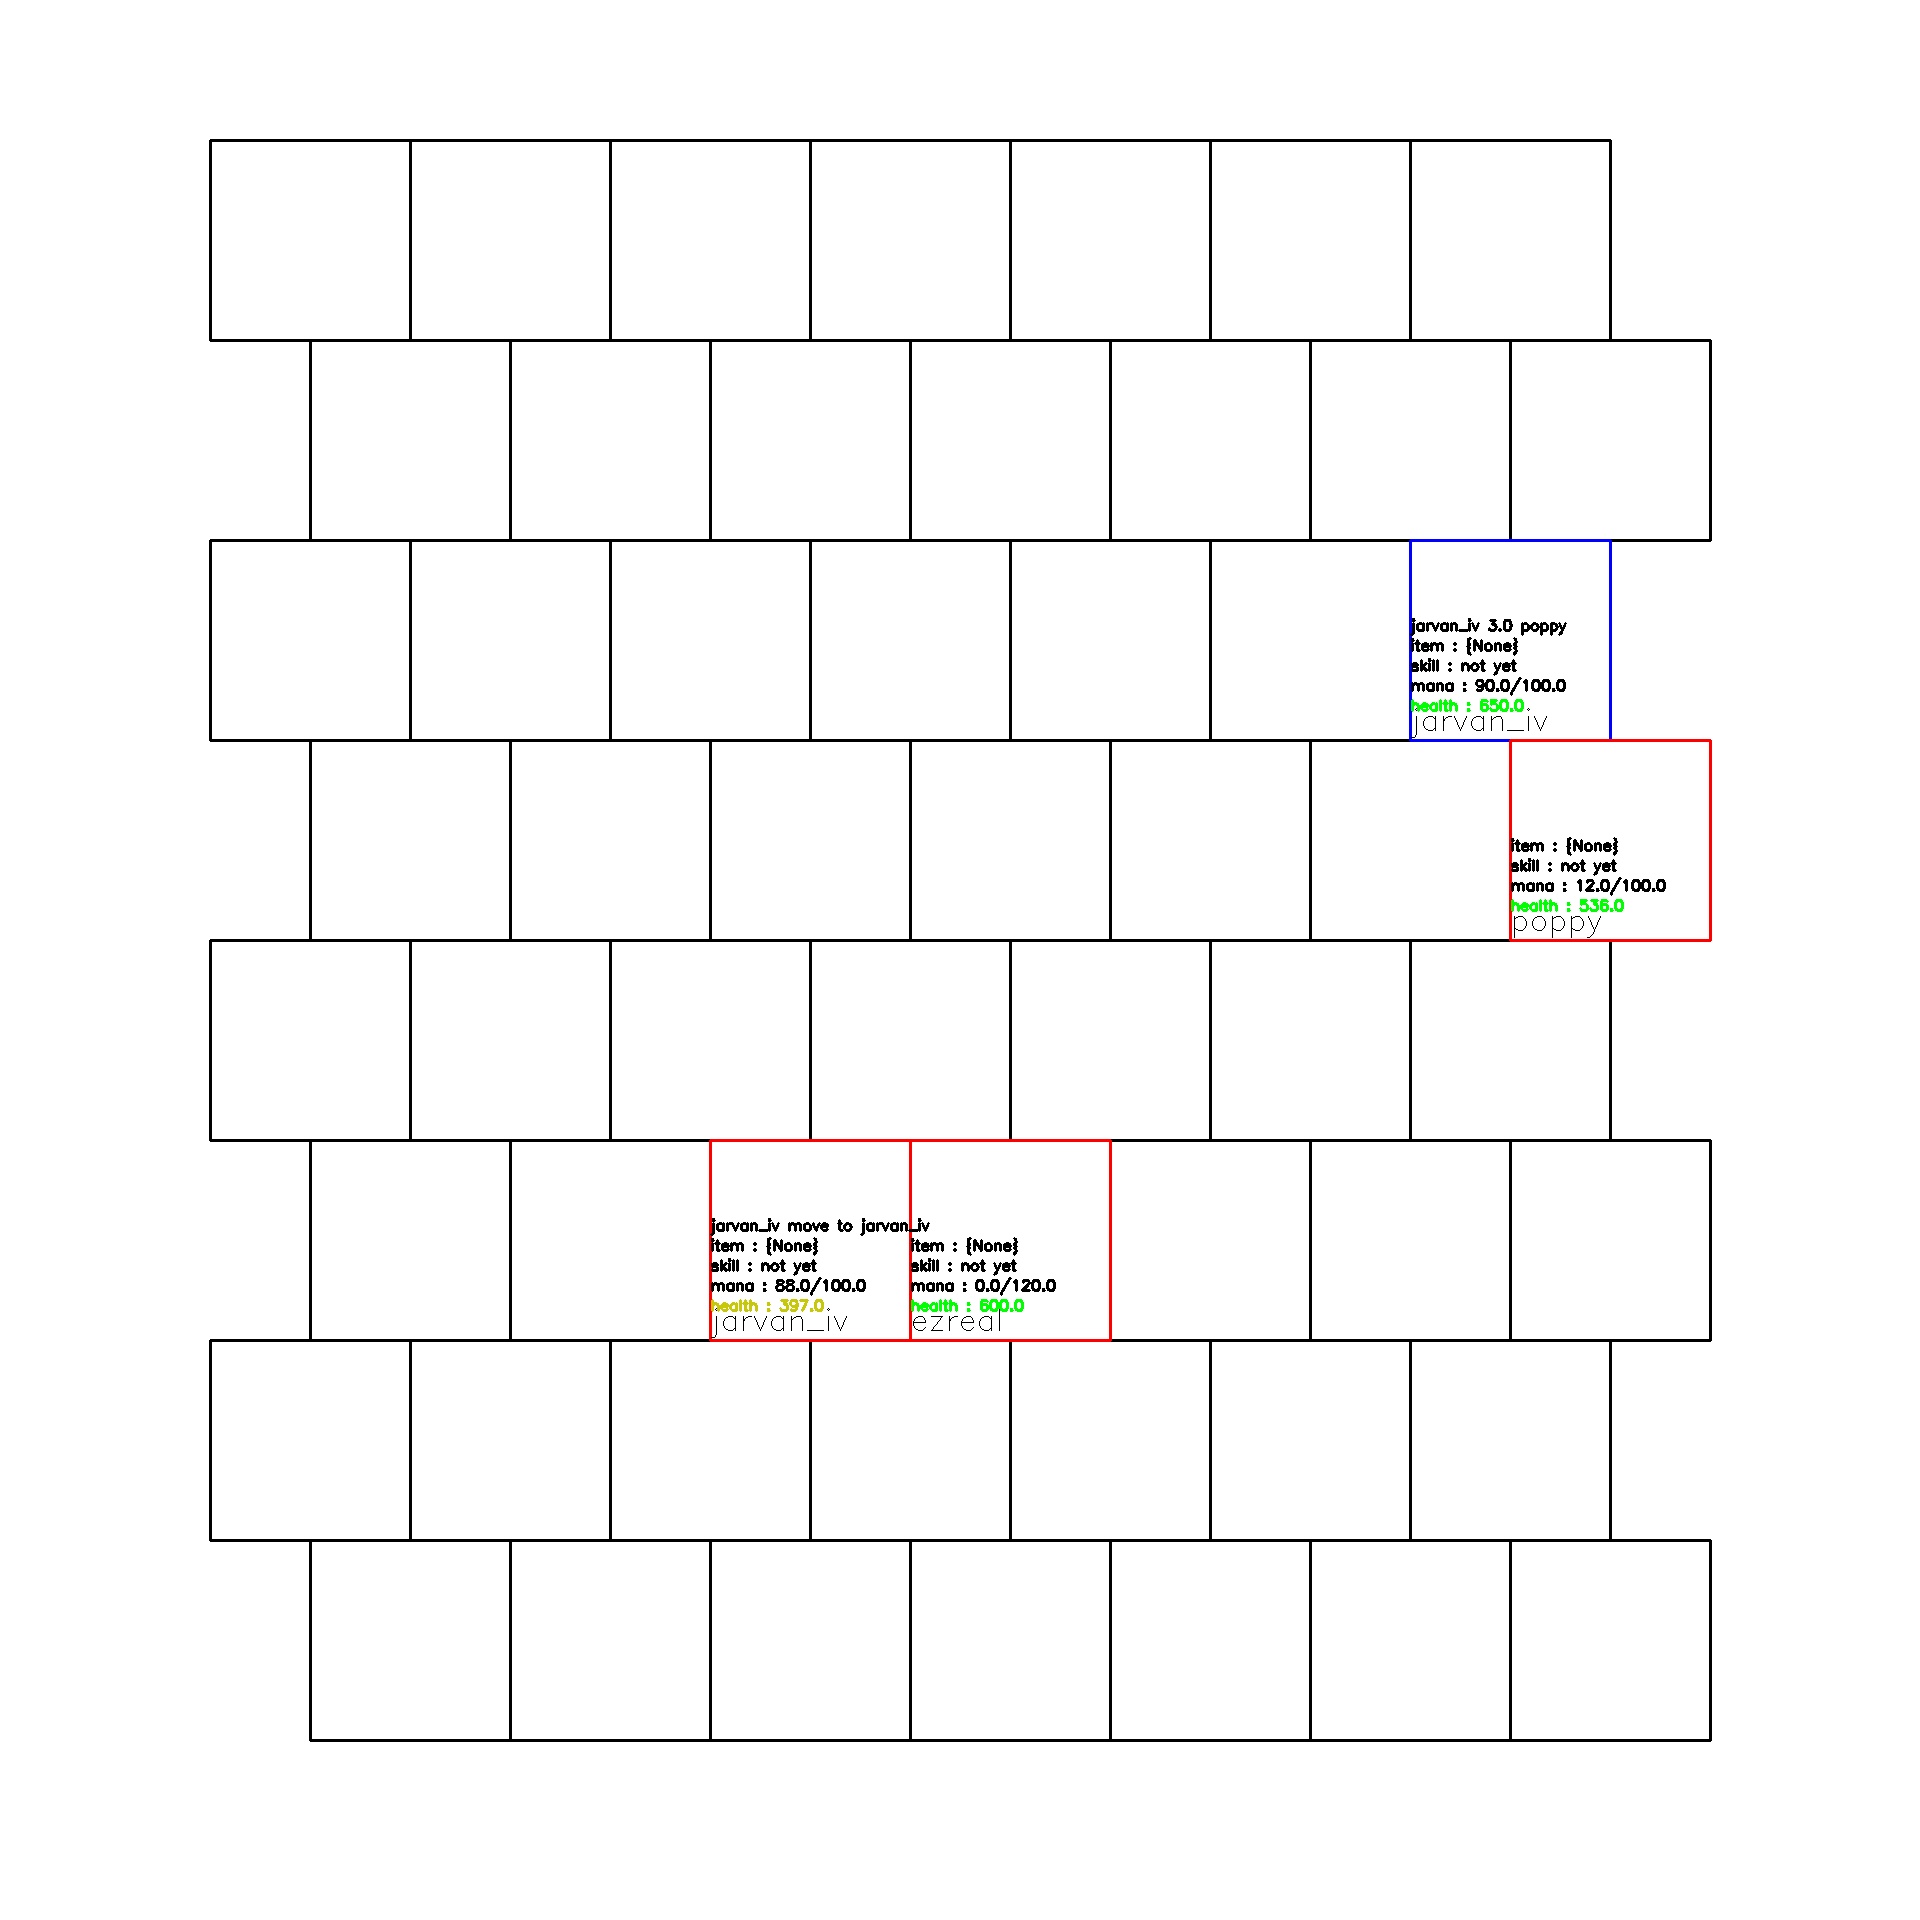 jarvan_iv 3.0 poppy
item : {None}
skill : not yet
mana : 90.0/100.0
health : 650.0
jarvan_iv
item : {None}
skill : not yet
mana : 12.0/100.0
health : 536.0
poppy
jarvan_iv move to jarvan_iv
item : {None}
skill : not yet
mana : 88.0/100.0
health : 397.0
jarvan_iv
item : {None}
skill : not yet
mana : 0.0/120.0
health : 600.0
ezreal